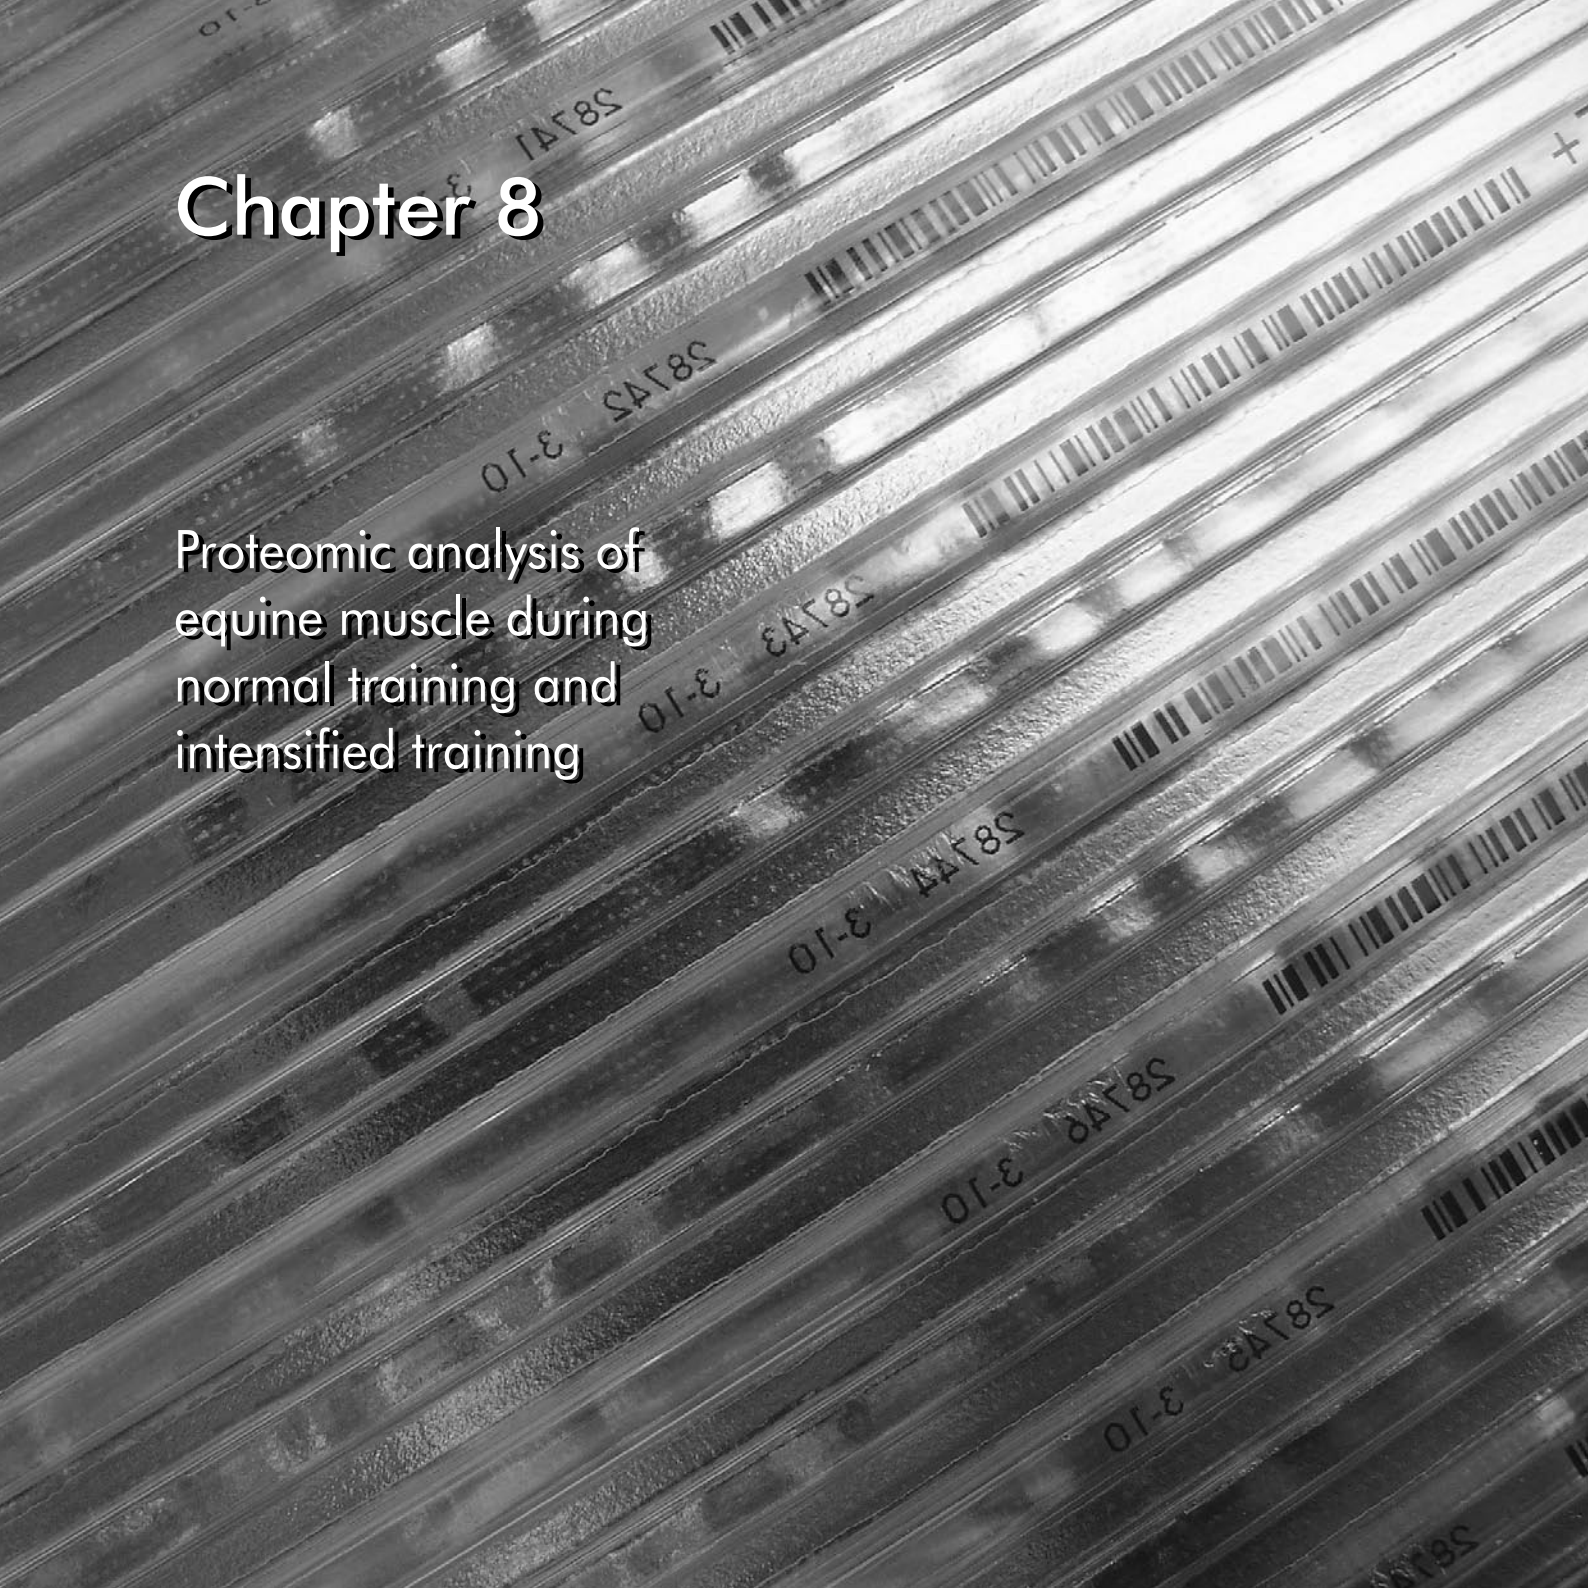 Chapter 8
Proteomic analysis of
equine muscle during
normal training and
intensified training
28741
28742
3-10
28743
3-10
28744
3-10
28746
3-10
28745
3-10